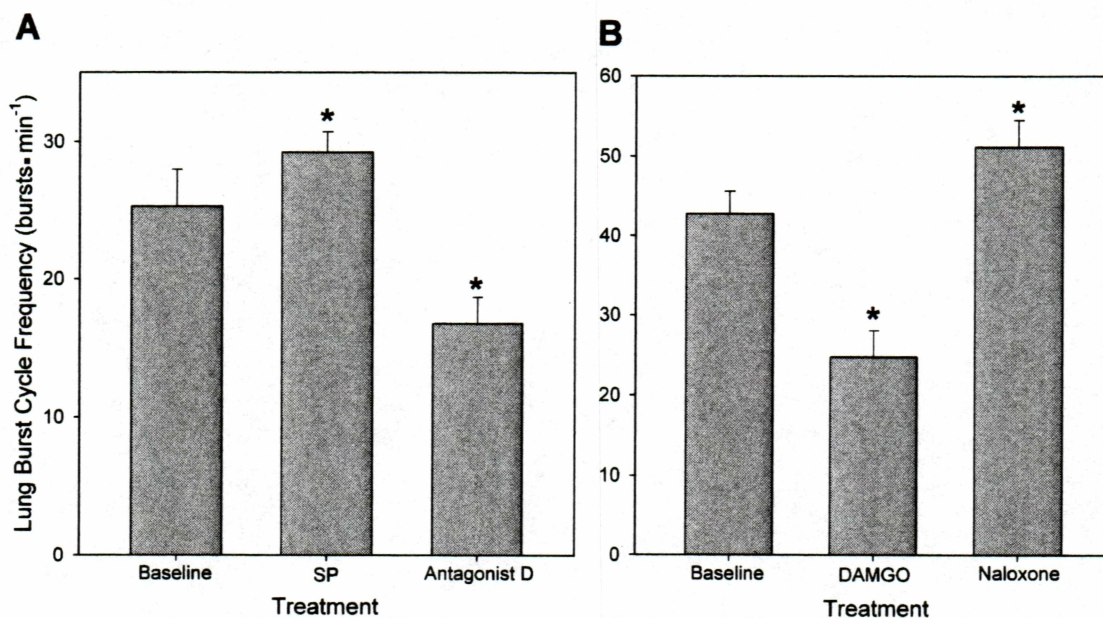 A
Lung Burst Cycle Frequency (bursts▪min⁻¹)
30
20
10
0
*
*
Baseline SP Antagonist D
Treatment
B
60
50
40
30
20
10
0
*
*
Baseline DAMGO Naloxone
Treatment